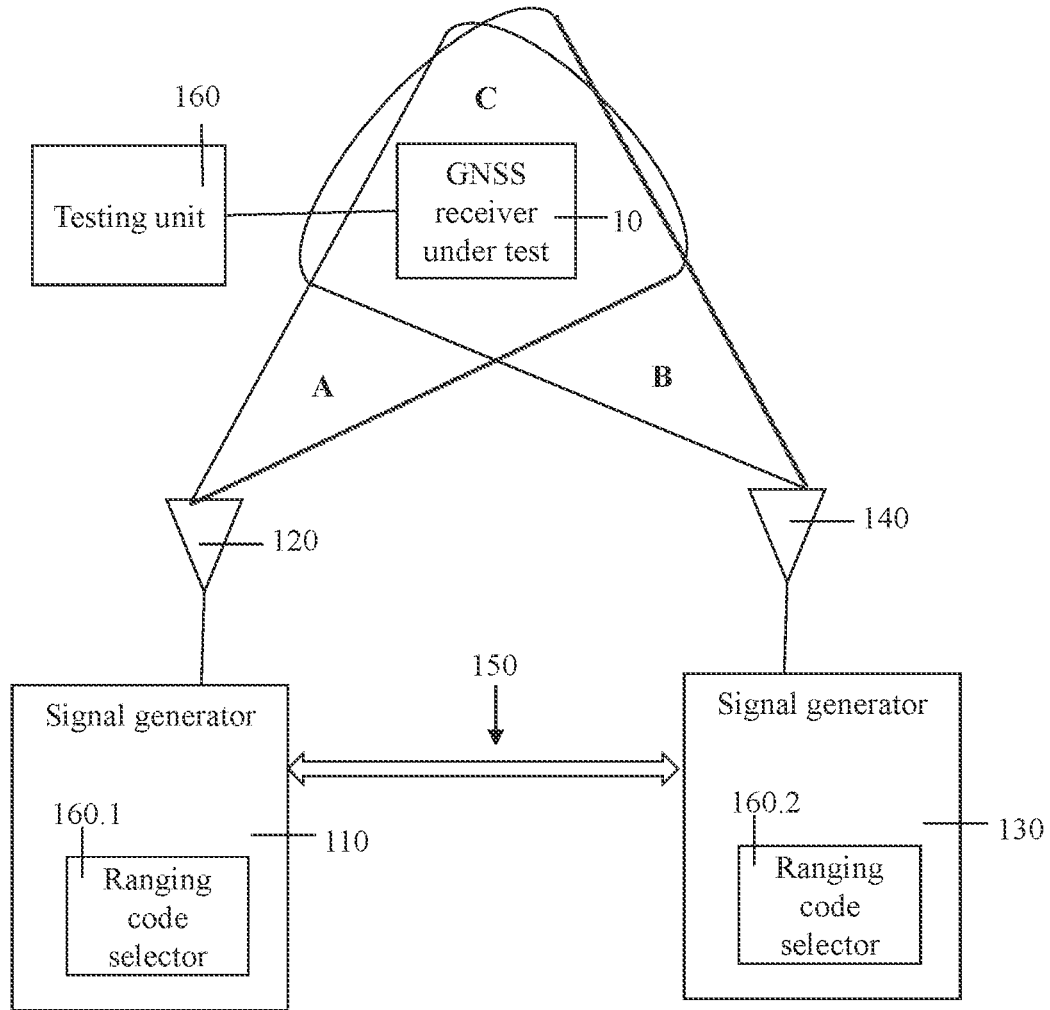 C
160
Testing unit
GNSS
receiver
under test
10
A
B
120
140
150
Signal generator
160.1
110
Ranging
code
selector
Signal generator
160.2
130
Ranging
code
selector